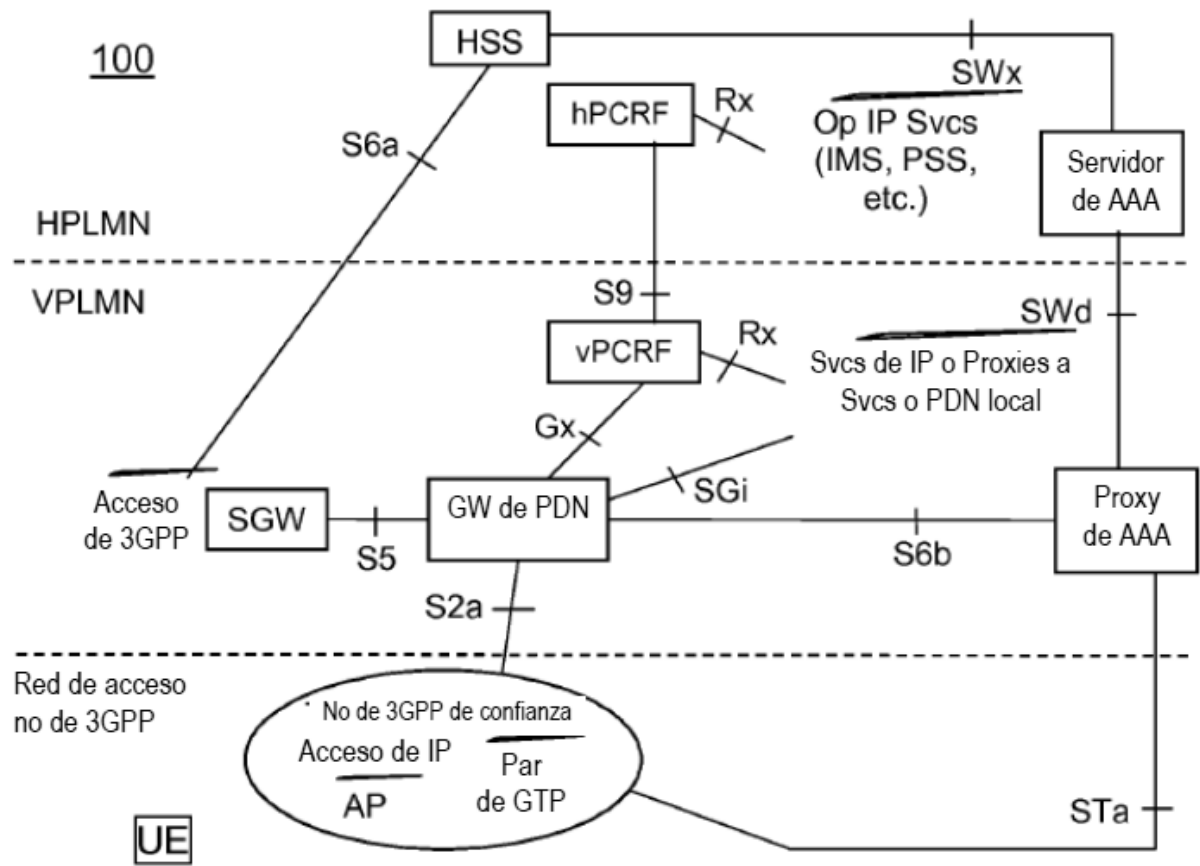 100
HSS
SWx
hPCRF
Rx
Op IP Svcs
(IMS, PSS,
etc.)
S6a
Servidor
de AAA
HPLMN
VPLMN
S9
SWd
vPCRF
Rx
Svcs de IP o Proxies a
Svcs o PDN local
Gx
SGi
Acceso
de 3GPP
SGW
S5
GW de PDN
S6b
Proxy
de AAA
S2a
Red de acceso
no de 3GPP
No de 3GPP de confianza
Acceso de IP
AP
Par
de GTP
STa
UE